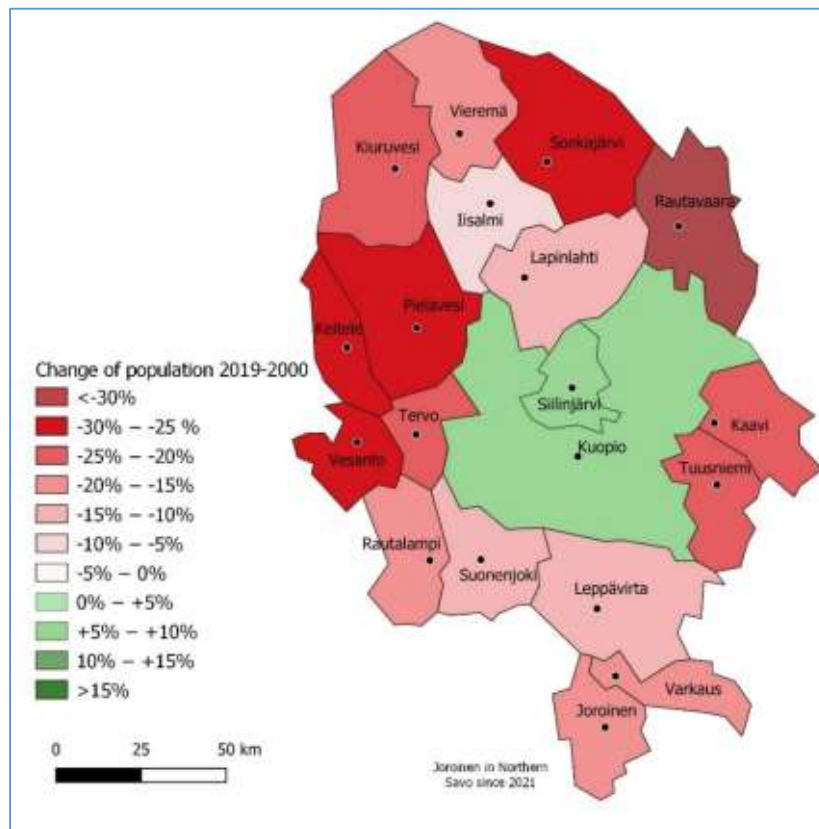 Vieremä
Kiuruvesi
Sonkajärvi
Rautavaara
Iisalmi
Lapinlahti
Pielavesi
Keitele
Change of population 2019-2000
<-30%
-30% – -25 %
-25% – -20%
-20% – -15%
-15% – -10%
-10% – -5%
-5% – 0%
0% – +5%
+5% – +10%
10% – +15%
>15%
Siilinjärvi
Tervo
Kaavi
Vesanto
Kuopio
Tuusniemi
Rautalampi
Suonenjoki
Leppävirta
Varkaus
Joroinen
0 25 50 km
Joroinen in Northern
Savo since 2021